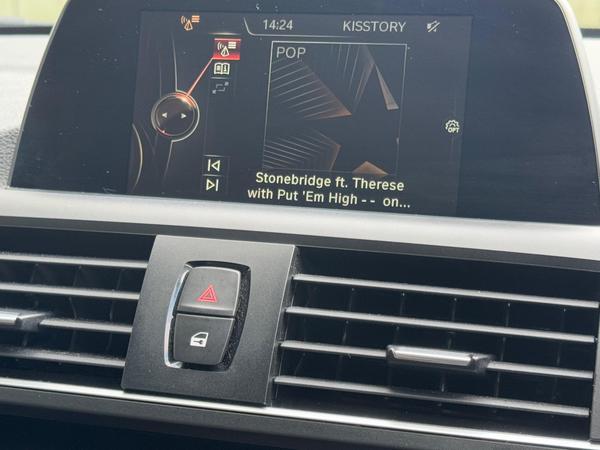 14:24 KISSTORY
POP
OPT
Stonebridge ft. Therese
with Put 'Em High - - on...